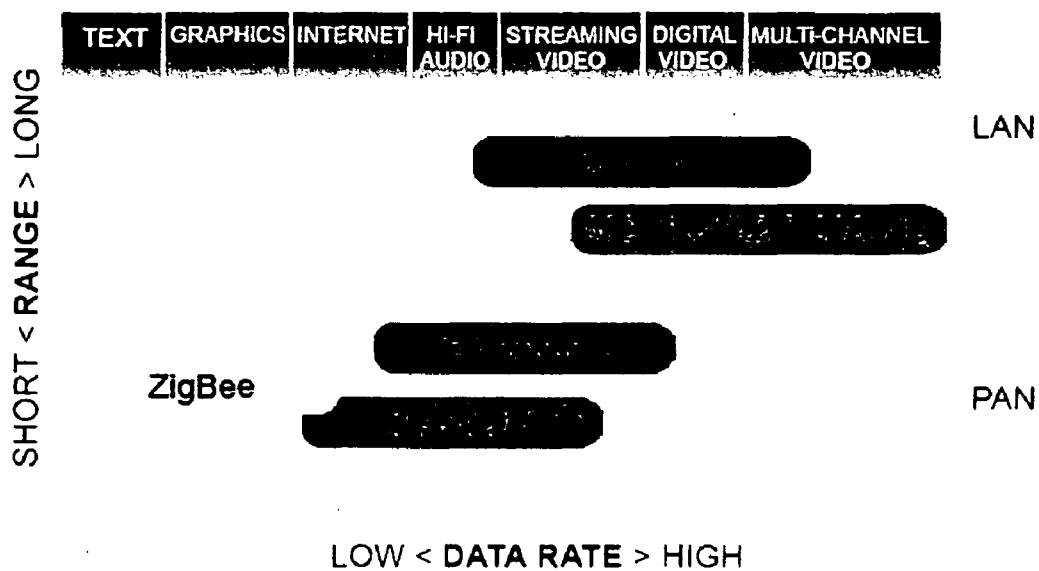 TEXT
GRAPHICS
INTERNET
HI-FI
AUDIO
STREAMING
VIDEO
DIGITAL
VIDEO
MULTI-CHANNEL
VIDEO
SHORT < RANGE > LONG
LAN
ZigBee
PAN
LOW < DATA RATE > HIGH